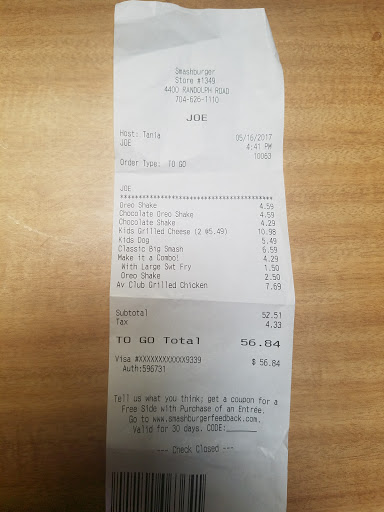 Smashburger
Store #1349
4400 RANDOLPH ROAD
704-626-1110
JOE
Host: Tania 05/16/2017
JOE 4:41 PM
10063
Order Type: TO GO
JOE
Oreo Shake 4.59
Chocolate Oreo Shake 4.59
Chocolate Shake 4.29
Kids Grilled Cheese (2 @5.49) 10.98
Kids Dog 5.49
Classic Big Smash 6.59
Make it a Combo! 4.29
With Large Swt Fry 1.50
Oreo Shake 2.50
Av Club Grilled Chicken 7.69
Subtotal 52.51
Tax 4.33
TO GO Total 56.84
Visa #XXXXXXXXXXXX9339 $ 56.84
Auth:596731
Tell us what you think; get a coupon for a
Free Side with Purchase of an Entrée.
Go to www.smashburgerfeedback.com.
Valid for 30 days. CODE:_______
--- Check Closed ---